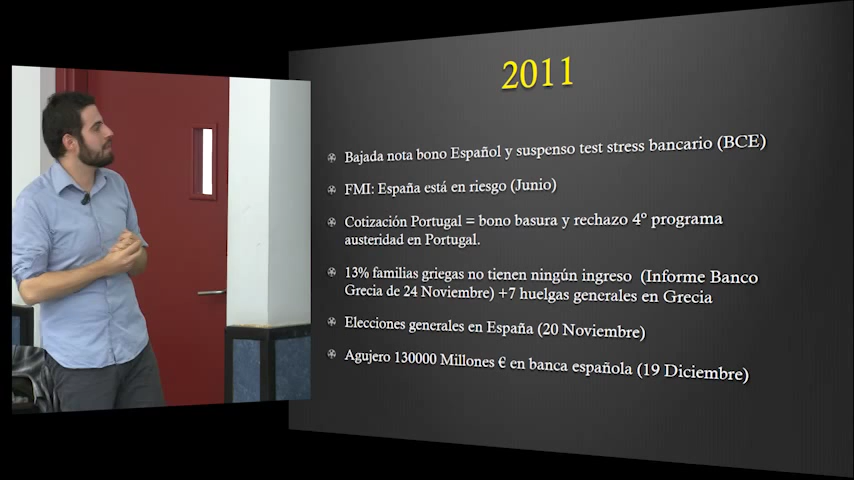 2011
Bajada nota bono Español y suspenso test stress bancario (BCE)
FMI: España está en riesgo (Junio)
Cotización Portugal = bono basura y rechazo 4º programa
austeridad en Portugal.
13% familias griegas no tienen ningún ingreso (Informe Banco
Grecia de 24 Noviembre) +7 huelgas generales en Grecia
Elecciones generales en España (20 Noviembre)
Agujero 130000 Millones € en banca española (19 Diciembre)